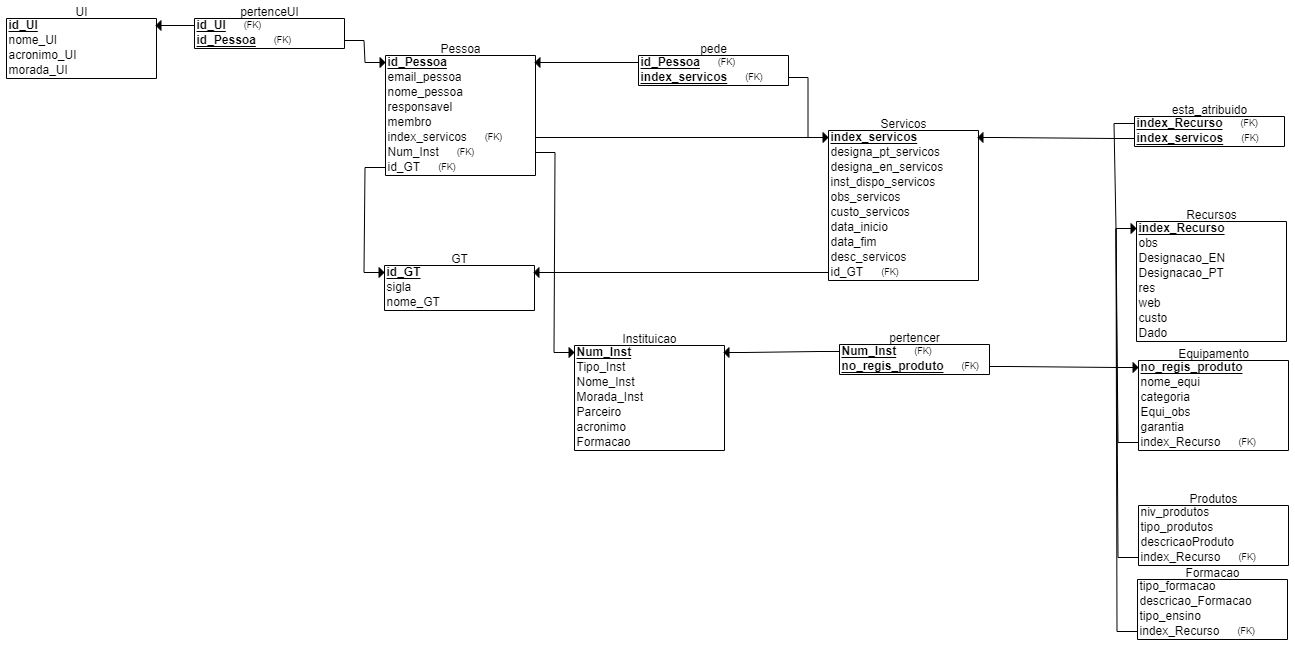 UI
id_UI
nome_UI
acronimo_UI
morada_UI
pertenceUI
id_UI (FK)
id_Pessoa (FK)
Pessoa
id_Pessoa
email_pessoa
nome_pessoa
responsavel
membro
index_servicos (FK)
Num_Inst (FK)
id_GT (FK)
pede
id_Pessoa (FK)
index_servicos (FK)
Servicos
index_servicos
designa_pt_servicos
designa_en_servicos
inst_dispo_servicos
obs_servicos
custo_servicos
data_inicio
data_fim
desc_servicos
id_GT (FK)
esta_atribuido
index_Recurso (FK)
index_servicos (FK)
Recursos
index_Recurso
obs
Designacao_EN
Designacao_PT
res
web
custo
Dado
GT
id_GT
sigla
nome_GT
Instituicao
Num_Inst
Tipo_Inst
Nome_Inst
Morada_Inst
Parceiro
acronimo
Formacao
pertencer
Num_Inst (FK)
no_regis_produto (FK)
Equipamento
no_regis_produto
nome_equi
categoria
Equi_obs
garantia
index_Recurso (FK)
Produtos
niv_produtos
tipo_produtos
descricaoProduto
index_Recurso (FK)
Formacao
tipo_formacao
descricao_Formacao
tipo_ensino
index_Recurso (FK)